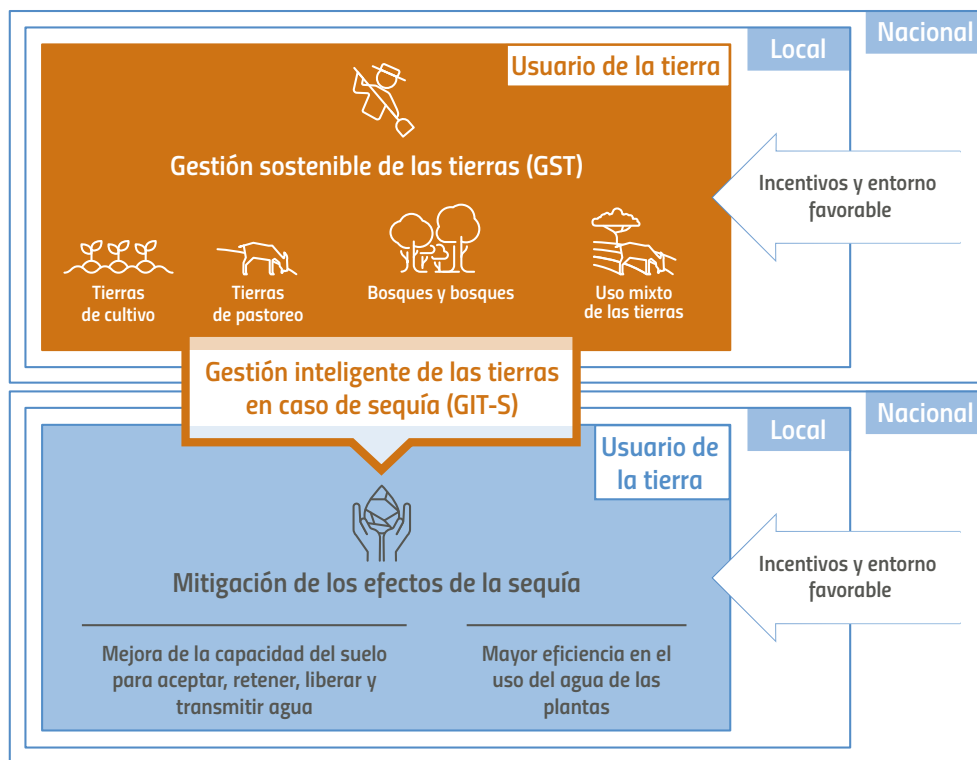 Nacional
Local
Usuario de la tierra
Gestión sostenible de las tierras (GST)
Incentivos y entorno
favorable
Tierras
de cultivo
Tierras
de pastoreo
Bosques y bosques
Uso mixto
de las tierras
Gestión inteligente de las tierras
en caso de sequía (GIT-S)
Nacional
Local
Usuario de
la tierra
Mitigación de los efectos de la sequía
Incentivos y entorno
favorable
Mejora de la capacidad del suelo
para aceptar, retener, liberar y
transmitir agua
Mayor eficiencia en el
uso del agua de las
plantas